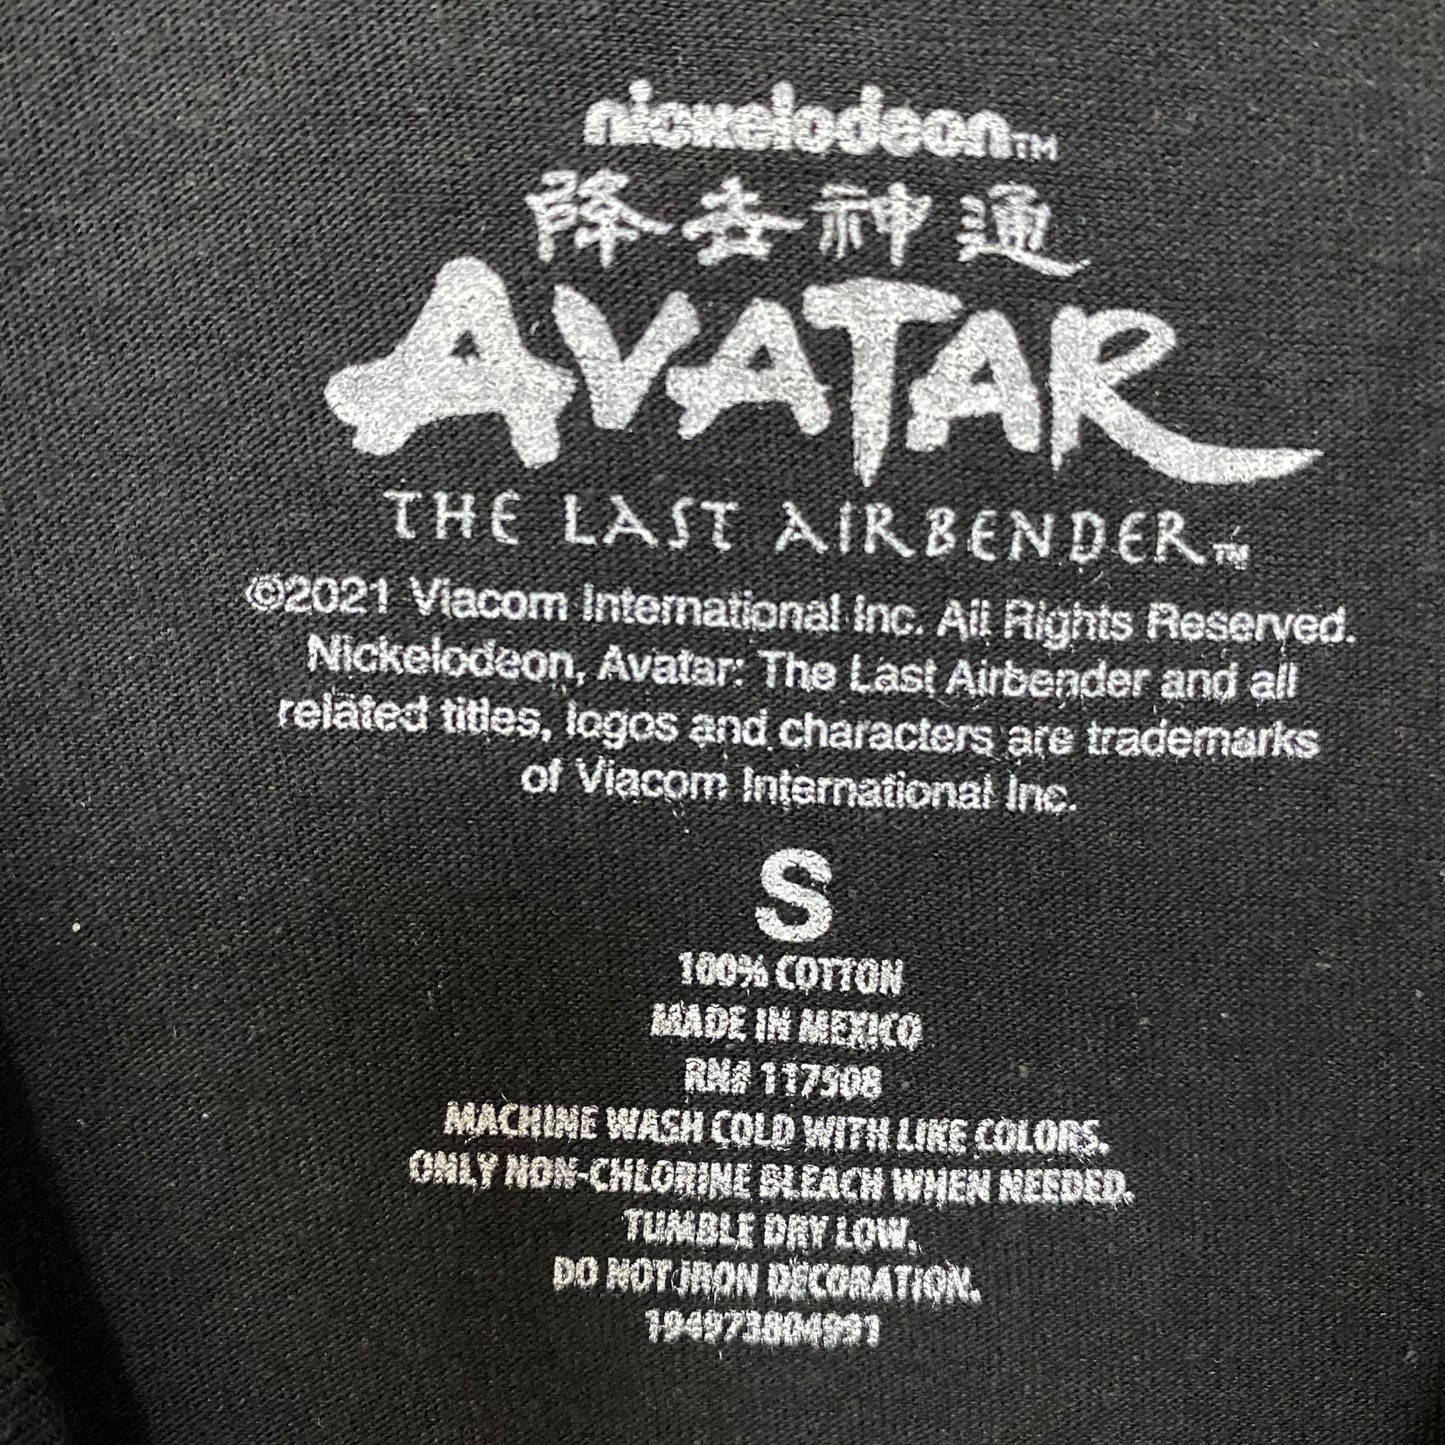 nickelodeon™
降去神通
AVATAR
THE LAST AIRBENDER™
©2021 Viacom International Inc. All Rights Reserved.
Nickelodeon, Avatar: The Last Airbender and all
related titles, logos and characters are trademarks
of Viacom International Inc.
S
100% COTTON
MADE IN MEXICO
RN# 117508
MACHINE WASH COLD WITH LIKE COLORS.
ONLY NON-CHLORINE BLEACH WHEN NEEDED.
TUMBLE DRY LOW.
DO NOT IRON DECORATION.
194973804991